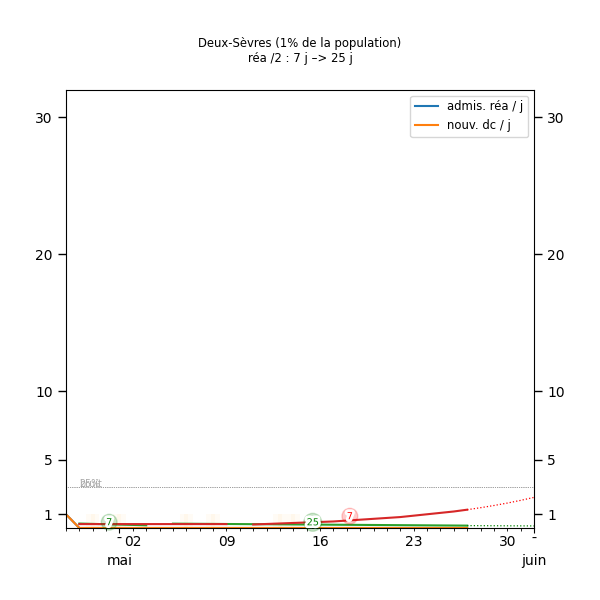 Deux-Sèvres (1% de la population)
réa /2 : 7 j –> 25 j
admis. réa / j
nouv. dc / j
30 30
20 20
10 10
5 5
1 1
7 25 7
02 09 16 23 30
mai juin